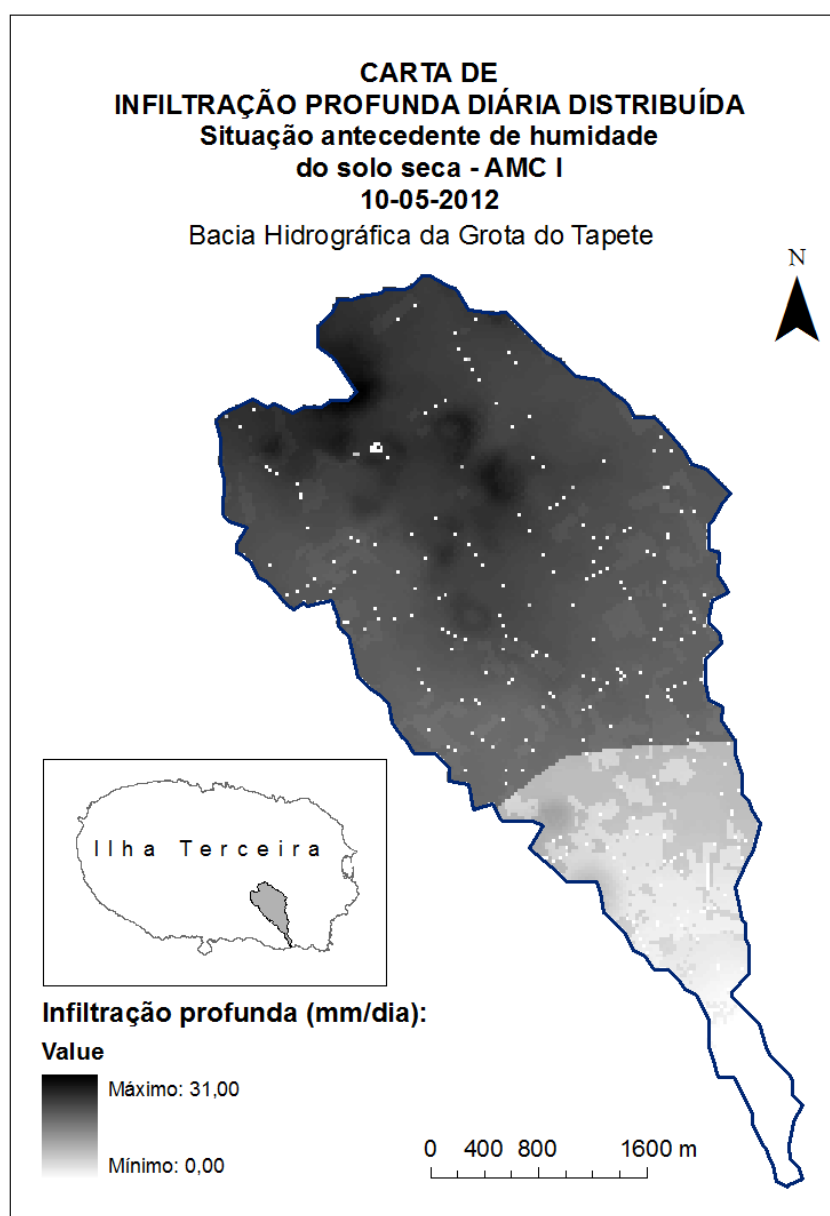 CARTA DE
INFILTRAÇÃO PROFUNDA DIÁRIA DISTRIBUÍDA
Situação antecedente de humidade
do solo seca - AMC I
10-05-2012
Bacia Hidrográfica da Grota do Tapete
N
Ilha Terceira
Infiltração profunda (mm/dia):
Value
Máximo: 31,00
Mínimo: 0,00
0 400 800 1600 m